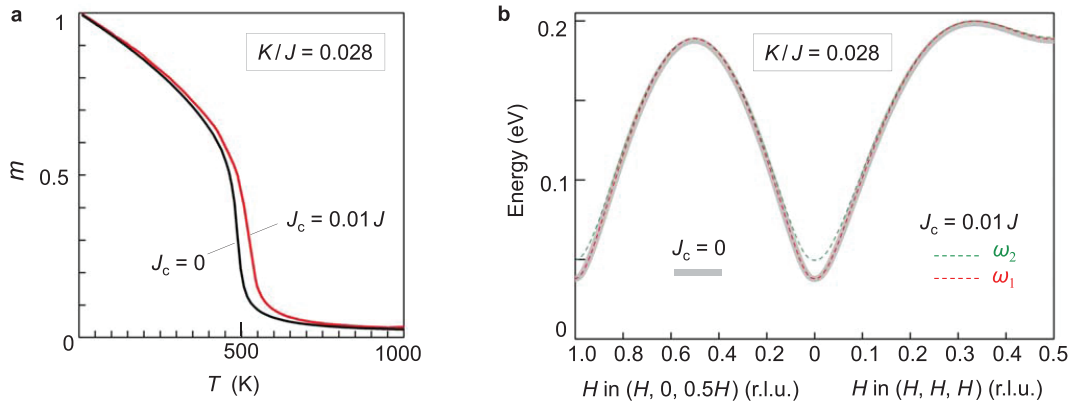 a
1
0.5
0
m
K/J = 0.028
J_c = 0.01 J
J_c = 0
500
1000
T (K)
b
0.2
0.1
0
Energy (eV)
K/J = 0.028
J_c = 0
J_c = 0.01 J
ω₂
ω₁
1.0 0.8 0.6 0.4 0.2 0 0.1 0.2 0.3 0.4 0.5
H in (H, 0, 0.5H) (r.l.u.)
H in (H, H, H) (r.l.u.)